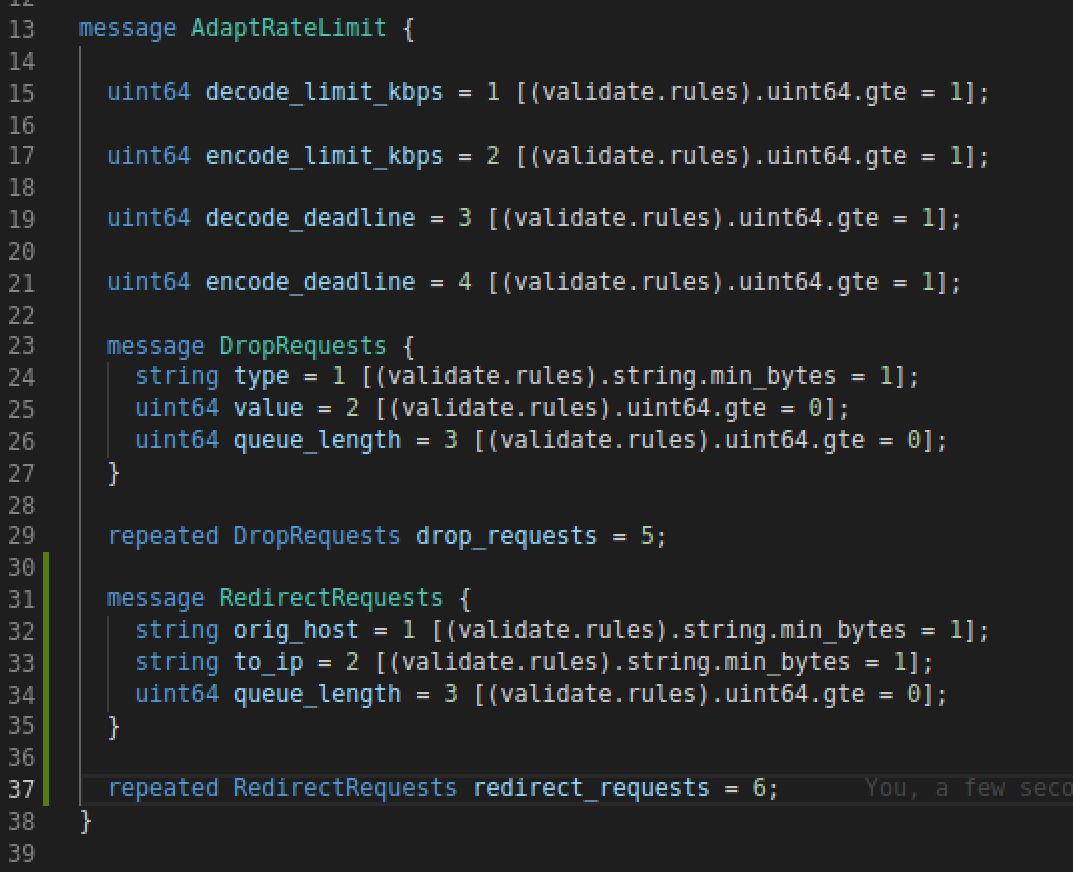 12
13 message AdaptRateLimit {
14
15 uint64 decode_limit_kbps = 1 [(validate.rules).uint64.gte = 1];
16
17 uint64 encode_limit_kbps = 2 [(validate.rules).uint64.gte = 1];
18
19 uint64 decode_deadline = 3 [(validate.rules).uint64.gte = 1];
20
21 uint64 encode_deadline = 4 [(validate.rules).uint64.gte = 1];
22
23 message DropRequests {
24 string type = 1 [(validate.rules).string.min_bytes = 1];
25 uint64 value = 2 [(validate.rules).uint64.gte = 0];
26 uint64 queue_length = 3 [(validate.rules).uint64.gte = 0];
27 }
28
29 repeated DropRequests drop_requests = 5;
30
31 message RedirectRequests {
32 string orig_host = 1 [(validate.rules).string.min_bytes = 1];
33 string to_ip = 2 [(validate.rules).string.min_bytes = 1];
34 uint64 queue_length = 3 [(validate.rules).uint64.gte = 0];
35 }
36
37 repeated RedirectRequests redirect_requests = 6; You, a few seco
38 }
39